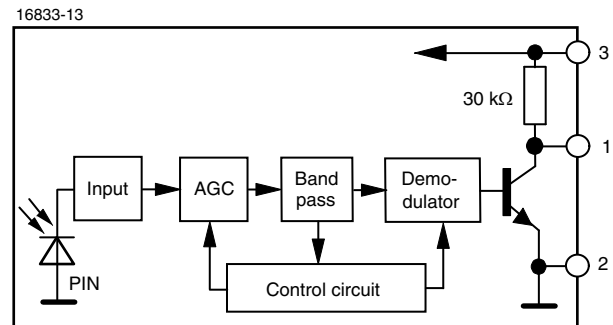 16833-13
3
30 kΩ
1
Input
AGC
Band
pass
Demo-
dulator
2
PIN
Control circuit